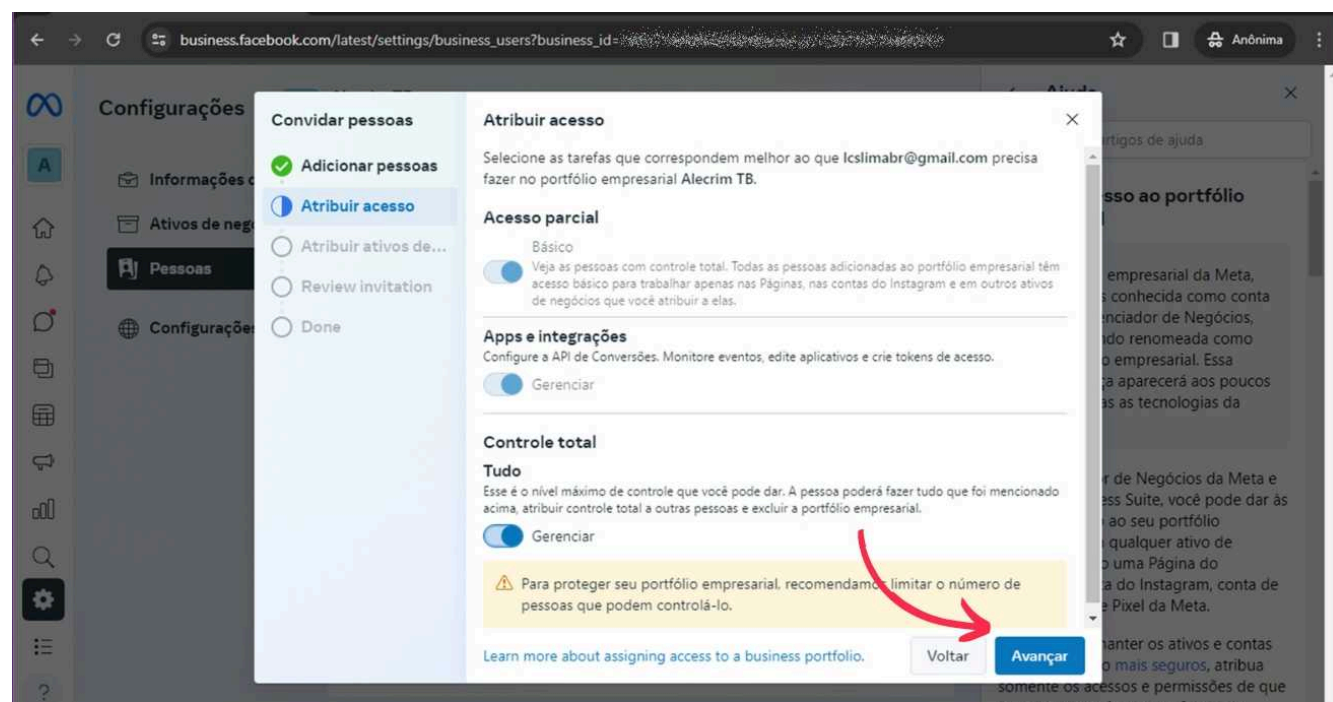 business.facebook.com/latest/settings/business_users?business_id=
Anônima
Configurações
A
Informações
Ativos de
Pessoas
Configurações
Convidar pessoas
Adicionar pessoas
Atribuir acesso
Atribuir ativos de...
Review invitation
Done
Atribuir acesso
Selecione as tarefas que correspondem melhor ao que lcslimabr@gmail.com precisa
fazer no portfólio empresarial Alecrim TB.
Acesso parcial
Básico
Veja as pessoas com controle total. Todas as pessoas adicionadas ao portfólio empresarial têm
acesso básico para trabalhar apenas nas Páginas, nas contas do Instagram e em outros ativos
de negócios que você atribuir a elas.
Apps e integrações
Configure a API de Conversões. Monitore eventos, edite aplicativos e crie tokens de acesso.
Gerenciar
Controle total
Tudo
Esse é o nível máximo de controle que você pode dar. A pessoa poderá fazer tudo que foi mencionado
acima, atribuir controle total a outras pessoas e excluir a portfólio empresarial.
Gerenciar
Para proteger seu portfólio empresarial, recomendamos limitar o número de
pessoas que podem controlá-lo.
Learn more about assigning access to a business portfolio.
Voltar
Avançar
de ajuda
ao portfólio
empresarial da Meta,
conhecida como conta
de Negócios,
renomeada como
empresarial. Essa
aparecerá aos poucos
as tecnologias da
de Negócios da Meta e
Suite, você pode dar às
ao seu portfólio
qualquer ativo de
uma Página do
do Instagram, conta de
Pixel da Meta.
os ativos e contas
mais seguros, atribua
somente os acessos e permissões de que